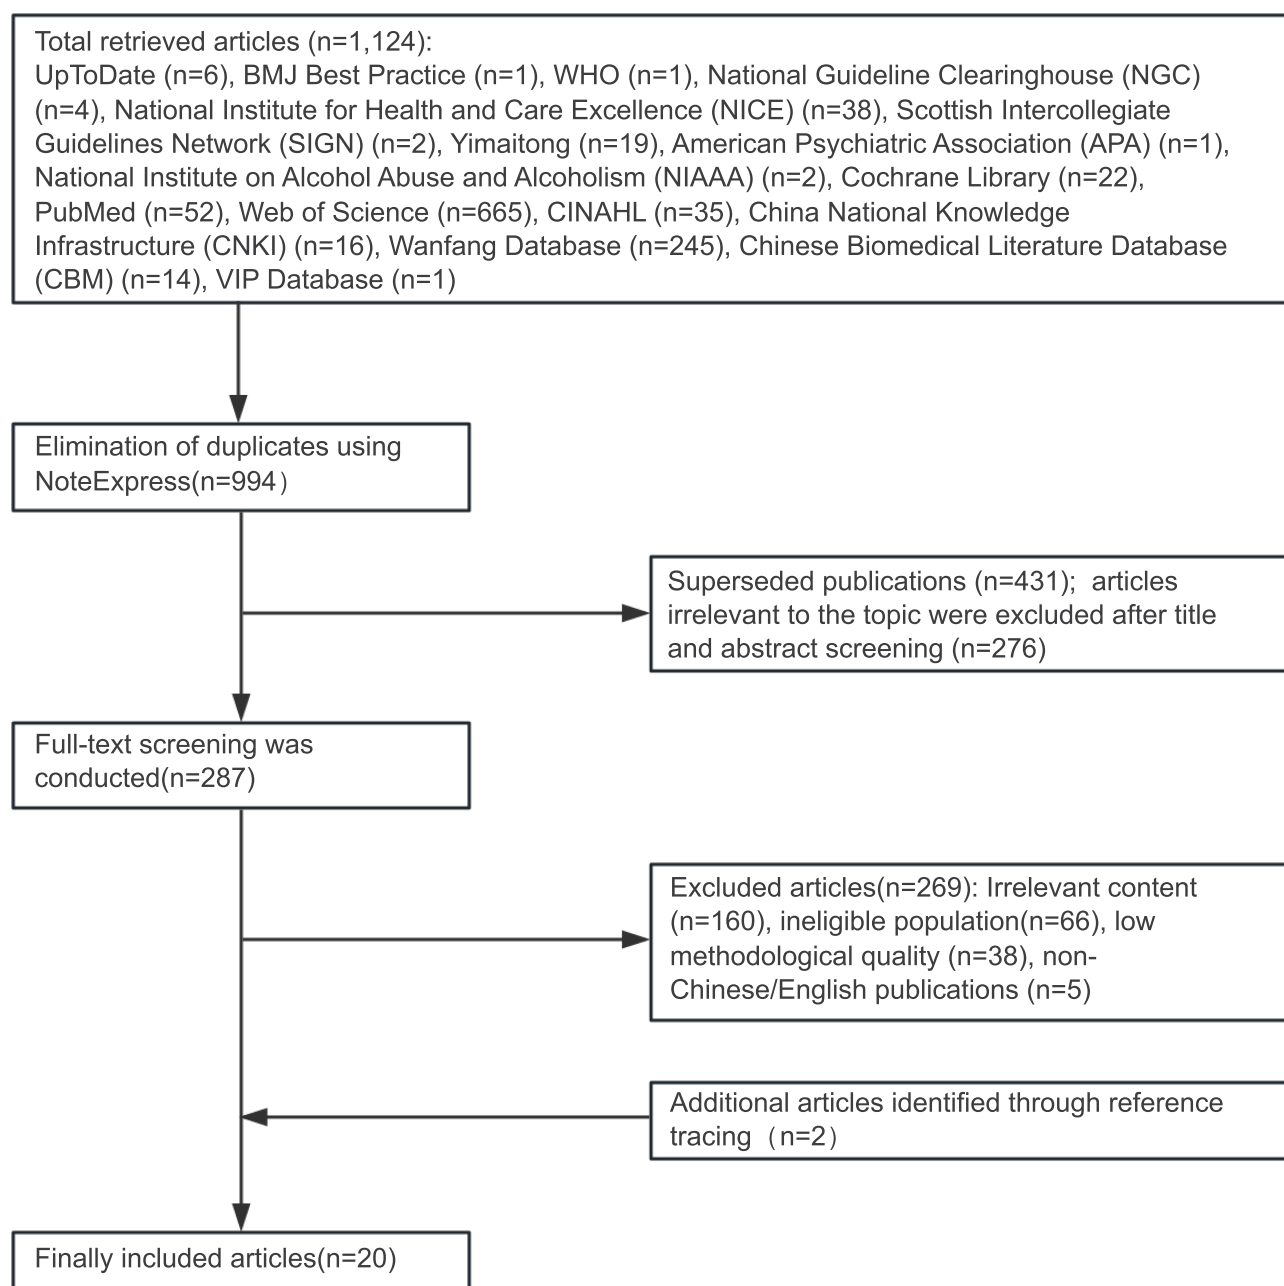 Total retrieved articles (n=1,124):
UpToDate (n=6), BMJ Best Practice (n=1), WHO (n=1), National Guideline Clearinghouse (NGC)
(n=4), National Institute for Health and Care Excellence (NICE) (n=38), Scottish Intercollegiate
Guidelines Network (SIGN) (n=2), Yimaitong (n=19), American Psychiatric Association (APA) (n=1),
National Institute on Alcohol Abuse and Alcoholism (NIAAA) (n=2), Cochrane Library (n=22),
PubMed (n=52), Web of Science (n=665), CINAHL (n=35), China National Knowledge
Infrastructure (CNKI) (n=16), Wanfang Database (n=245), Chinese Biomedical Literature Database
(CBM) (n=14), VIP Database (n=1)
Elimination of duplicates using
NoteExpress(n=994）
Superseded publications (n=431);  articles
irrelevant to the topic were excluded after title
and abstract screening (n=276)
Full-text screening was
conducted(n=287)
Excluded articles(n=269): Irrelevant content
(n=160), ineligible population(n=66), low
methodological quality (n=38), non-
Chinese/English publications (n=5)
Additional articles identified through reference
tracing（n=2）
Finally included articles(n=20)